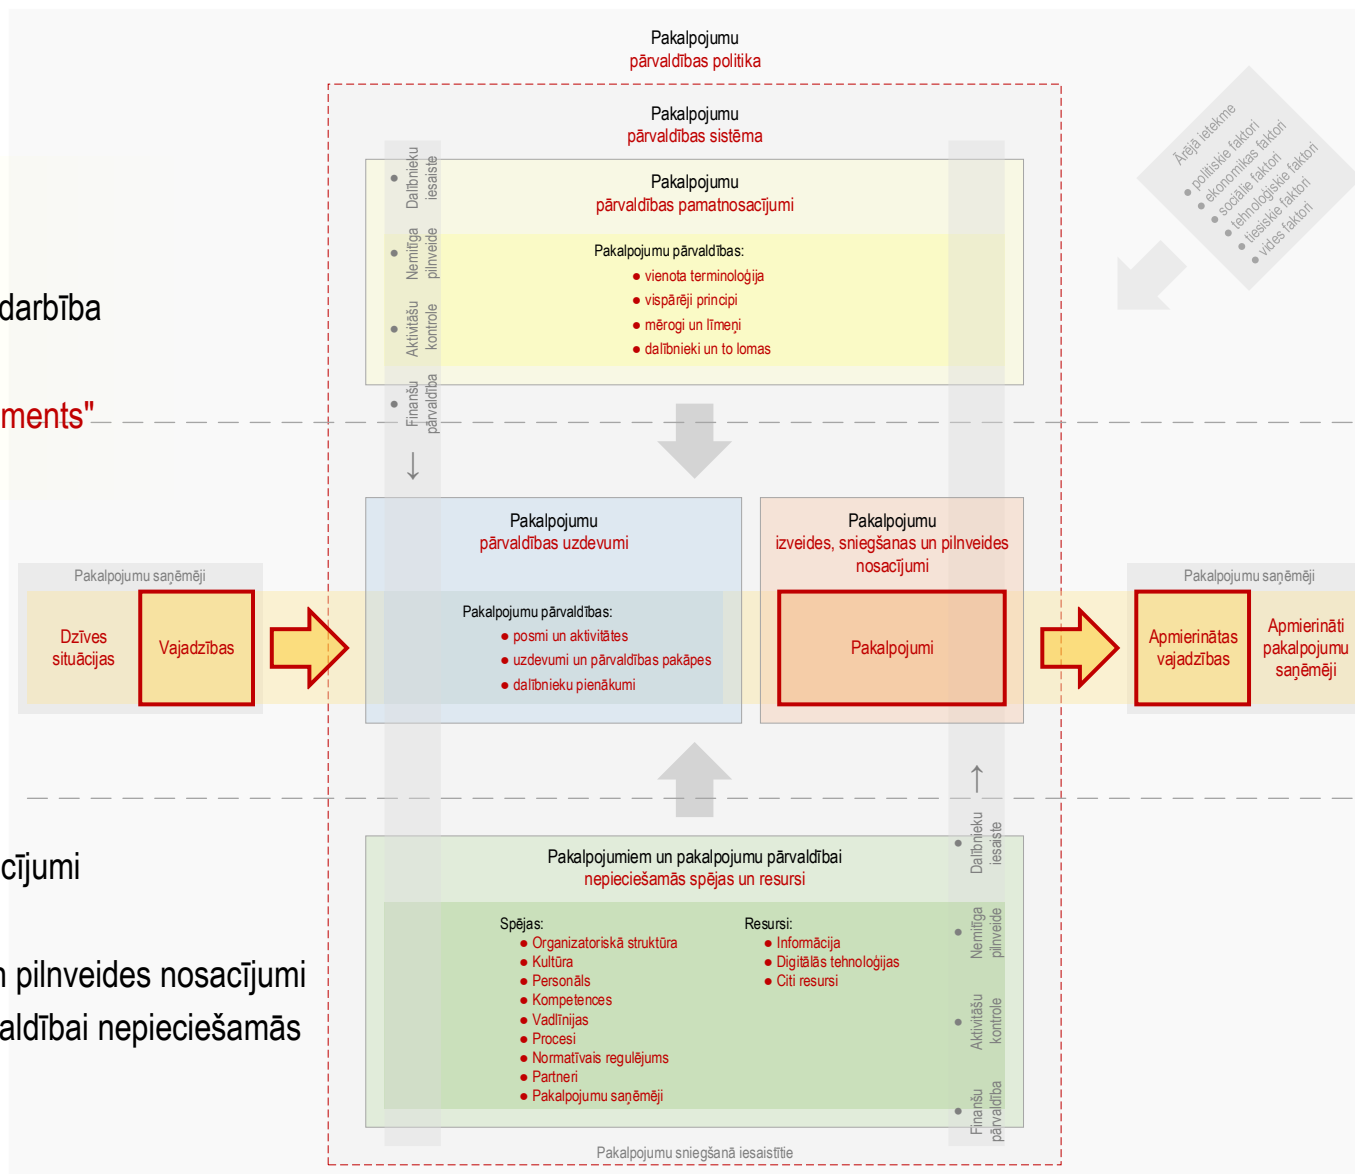 Pakalpojumu
pārvaldības politika
Pakalpojumu
pārvaldības sistēma
Ārējā ietekme
● politiskie faktori
● ekonomikas faktori
● sociālie faktori
● tehnoloģiskie faktori
● tiesiskie faktori
● vides faktori
● Dalībnieku
iesaiste
● Nemitīga
pilnveide
● Aktivitāšu
kontrole
● Finanšu
pārvaldība
←
Pakalpojumu
pārvaldības pamatnosacījumi
Pakalpojumu pārvaldības:
● vienota terminoloģija
● vispārēji principi
● mērogi un līmeņi
● dalībnieki un to lomas
darbība
ments"
Pakalpojumu
pārvaldības uzdevumi
Pakalpojumu pārvaldības:
● posmi un aktivitātes
● uzdevumi un pārvaldības pakāpes
● dalībnieku pienākumi
Pakalpojumu
izveides, sniegšanas un pilnveides
nosacījumi
Pakalpojumi
Pakalpojumu saņēmēji
Dzīves
situācijas
Vajadzības
Pakalpojumu saņēmēji
Apmierinātas
vajadzības
Apmierināti
pakalpojumu
saņēmēji
cījumi
n pilnveides nosacījumi
valdībai nepieciešamās
Pakalpojumiem un pakalpojumu pārvaldībai
nepieciešamās spējas un resursi
Spējas:
● Organizatoriskā struktūra
● Kultūra
● Personāls
● Kompetences
● Vadlīnijas
● Procesi
● Normatīvais regulējums
● Partneri
● Pakalpojumu saņēmēji
Resursi:
● Informācija
● Digitālās tehnoloģijas
● Citi resursi
→
● Dalībnieku
iesaiste
● Nemitīga
pilnveide
● Aktivitāšu
kontrole
● Finanšu
pārvaldība
Pakalpojumu sniegšanā iesaistītie